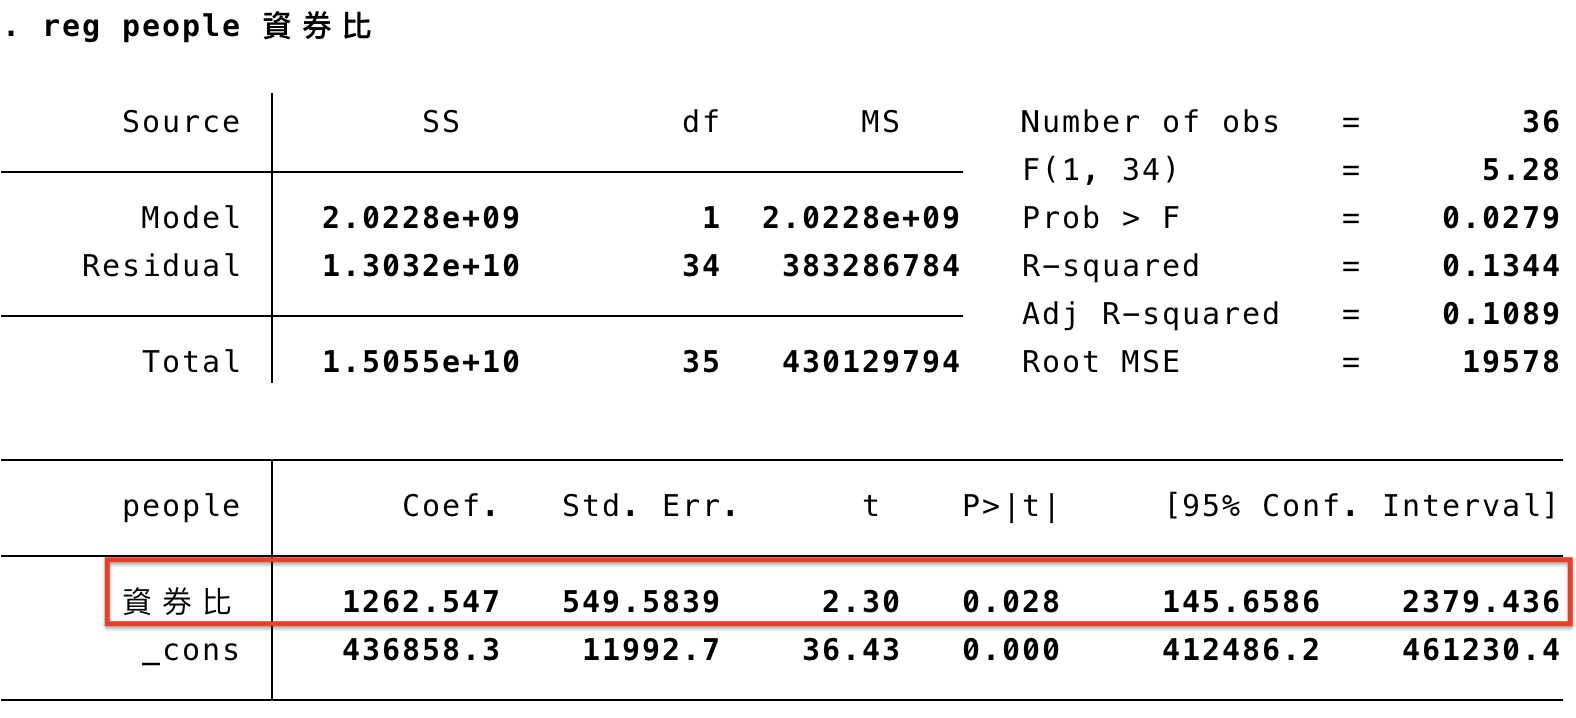 . reg people 資券比
Source SS df MS Number of obs = 36
F(1, 34) = 5.28
Model 2.0228e+09 1 2.0228e+09 Prob > F = 0.0279
Residual 1.3032e+10 34 383286784 R-squared = 0.1344
Adj R-squared = 0.1089
Total 1.5055e+10 35 430129794 Root MSE = 19578
people Coef. Std. Err. t P>|t| [95% Conf. Interval]
資券比 1262.547 549.5839 2.30 0.028 145.6586 2379.436
_cons 436858.3 11992.7 36.43 0.000 412486.2 461230.4